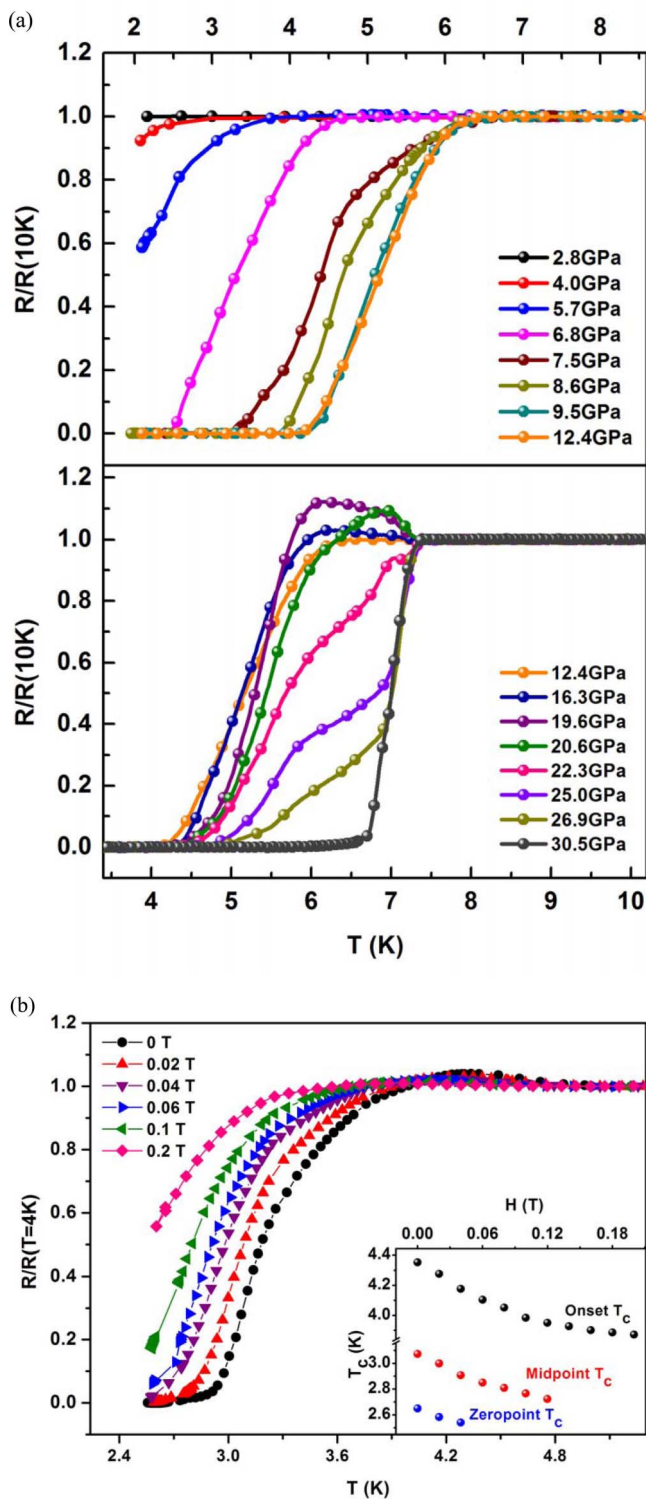 (a)
2 3 4 5 6 7 8
1.2
1.0
0.8
0.6
0.4
0.2
0.0
R/R(10K)
2.8GPa
4.0GPa
5.7GPa
6.8GPa
7.5GPa
8.6GPa
9.5GPa
12.4GPa
1.2
1.0
0.8
0.6
0.4
0.2
0.0
R/R(10K)
12.4GPa
16.3GPa
19.6GPa
20.6GPa
22.3GPa
25.0GPa
26.9GPa
30.5GPa
4 5 6 7 8 9 10
T (K)
(b)
1.2
1.0
0.8
0.6
0.4
0.2
0.0
R/R(T=4K)
0 T
0.02 T
0.04 T
0.06 T
0.1 T
0.2 T
H (T)
0.00 0.06 0.12 0.18
4.4
4.2
4.0
3.0
2.8
2.6
T_C (K)
Onset T_C
Midpoint T_C
Zeropoint T_C
2.4 3.0 3.6 4.2 4.8
T (K)